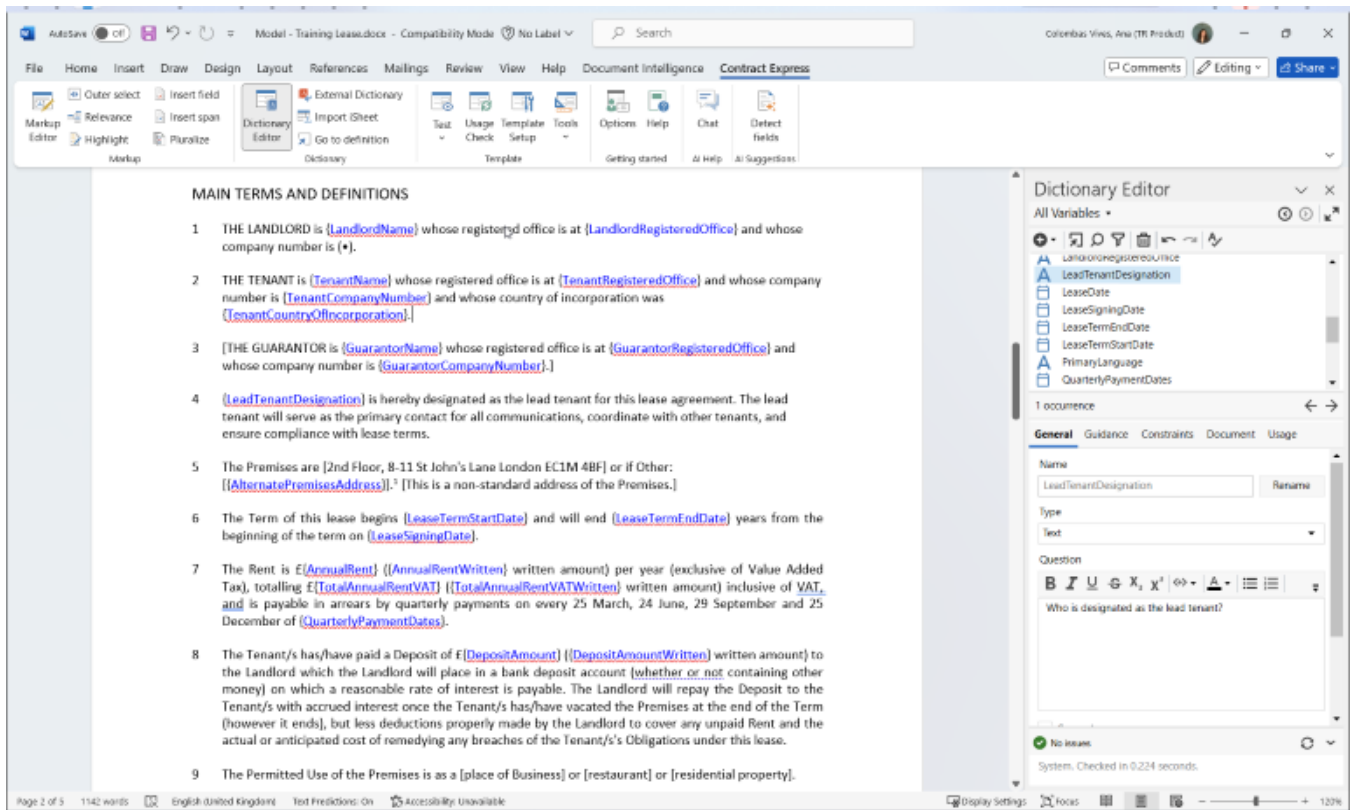 AutoSave Off Model - Training Lease.docx - Compatibility Mode No Label Search Colombas Vives, Ana (TR Product)
File Home Insert Draw Design Layout References Mailings Review View Help Document Intelligence Contract Express Comments Editing Share
Markup Editor
Outer select
Relevance
Highlight
Insert field
Insert span
Pluralize
Markup
Dictionary Editor
External Dictionary
Import iSheet
Go to definition
Dictionary
Test
Usage Check
Template Setup
Tools
Template
Options
Help
Getting started
Chat
AI Help
Detect fields
AI Suggestions
MAIN TERMS AND DEFINITIONS
1 THE LANDLORD is {LandlordName} whose registered office is at {LandlordRegisteredOffice} and whose
company number is (•).
2 THE TENANT is {TenantName} whose registered office is at {TenantRegisteredOffice} and whose company
number is {TenantCompanyNumber} and whose country of incorporation was
{TenantCountryOfIncorporation}.
3 [THE GUARANTOR is {GuarantorName} whose registered office is at {GuarantorRegisteredOffice} and
whose company number is {GuarantorCompanyNumber}.]
4 {LeadTenantDesignation} is hereby designated as the lead tenant for this lease agreement. The lead
tenant will serve as the primary contact for all communications, coordinate with other tenants, and
ensure compliance with lease terms.
5 The Premises are [2nd Floor, 8-11 St John's Lane London EC1M 4BF] or if Other:
[{AlternatePremisesAddress}].¹ [This is a non-standard address of the Premises.]
6 The Term of this lease begins {LeaseTermStartDate} and will end {LeaseTermEndDate} years from the
beginning of the term on {LeaseSigningDate}.
7 The Rent is £{AnnualRent} ({AnnualRentWritten} written amount) per year (exclusive of Value Added
Tax), totalling £{TotalAnnualRentVAT} ({TotalAnnualRentVATWritten} written amount) inclusive of VAT,
and is payable in arrears by quarterly payments on every 25 March, 24 June, 29 September and 25
December of {QuarterlyPaymentDates}.
8 The Tenant/s has/have paid a Deposit of £{DepositAmount} ({DepositAmountWritten} written amount) to
the Landlord which the Landlord will place in a bank deposit account (whether or not containing other
money) on which a reasonable rate of interest is payable. The Landlord will repay the Deposit to the
Tenant/s with accrued interest once the Tenant/s has/have vacated the Premises at the end of the Term
(however it ends), but less deductions properly made by the Landlord to cover any unpaid Rent and the
actual or anticipated cost of remedying any breaches of the Tenant/s's Obligations under this lease.
9 The Permitted Use of the Premises is as a [place of Business] or [restaurant] or [residential property].
Dictionary Editor
All Variables
LandlordRegisteredOffice
LeadTenantDesignation
LeaseDate
LeaseSigningDate
LeaseTermEndDate
LeaseTermStartDate
PrimaryLanguage
QuarterlyPaymentDates
1 occurrence
General Guidance Constraints Document Usage
Name
LeadTenantDesignation Rename
Type
Text
Question
B I U S X, x² A
Who is designated as the lead tenant?
No issues
System. Checked in 0.224 seconds.
Page 2 of 5 1142 words English (United Kingdom) Text Predictions: On Accessibility: Unavailable Display Settings Focus 120%